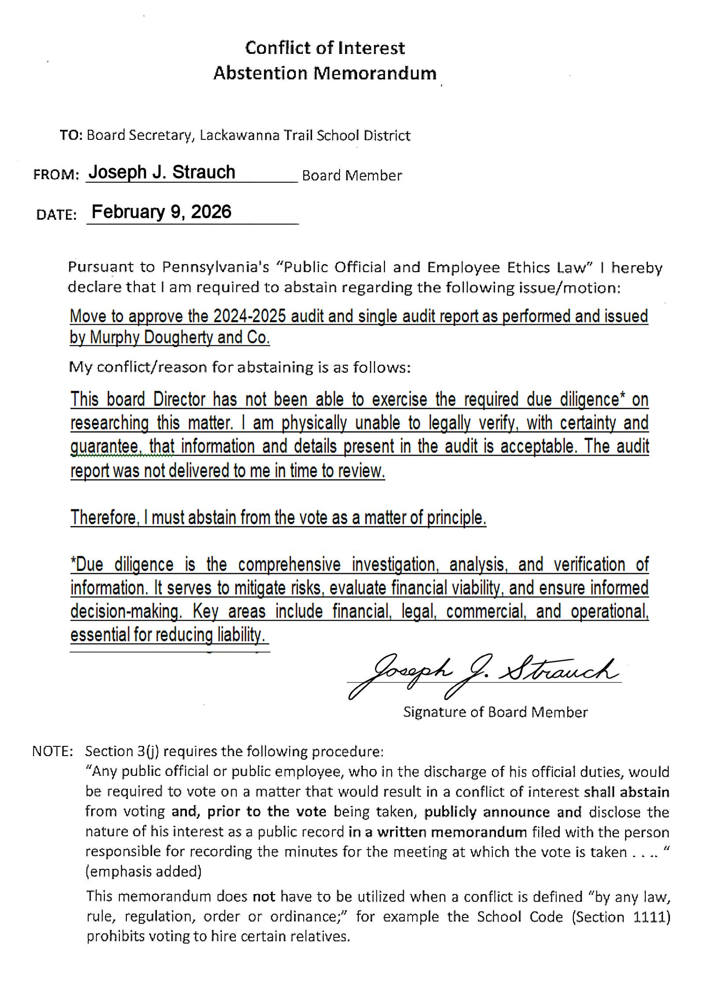 Conflict of Interest
Abstention Memorandum
TO: Board Secretary, Lackawanna Trail School District
FROM: Joseph J. Strauch Board Member
DATE: February 9, 2026
Pursuant to Pennsylvania's “Public Official and Employee Ethics Law” I hereby
declare that I am required to abstain regarding the following issue/motion:
Move to approve the 2024-2025 audit and single audit report as performed and issued
by Murphy Dougherty and Co.
My conflict/reason for abstaining is as follows:
This board Director has not been able to exercise the required due diligence* on
researching this matter. I am physically unable to legally verify, with certainty and
guarantee, that information and details present in the audit is acceptable. The audit
report was not delivered to me in time to review.
Therefore, I must abstain from the vote as a matter of principle.
*Due diligence is the comprehensive investigation, analysis, and verification of
information. It serves to mitigate risks, evaluate financial viability, and ensure informed
decision-making. Key areas include financial, legal, commercial, and operational,
essential for reducing liability.
Joseph J. Strauch
Signature of Board Member
NOTE: Section 3(j) requires the following procedure:
“Any public official or public employee, who in the discharge of his official duties, would
be required to vote on a matter that would result in a conflict of interest shall abstain
from voting and, prior to the vote being taken, publicly announce and disclose the
nature of his interest as a public record in a written memorandum filed with the person
responsible for recording the minutes for the meeting at which the vote is taken . . .. “
(emphasis added)
This memorandum does not have to be utilized when a conflict is defined “by any law,
rule, regulation, order or ordinance;” for example the School Code (Section 1111)
prohibits voting to hire certain relatives.